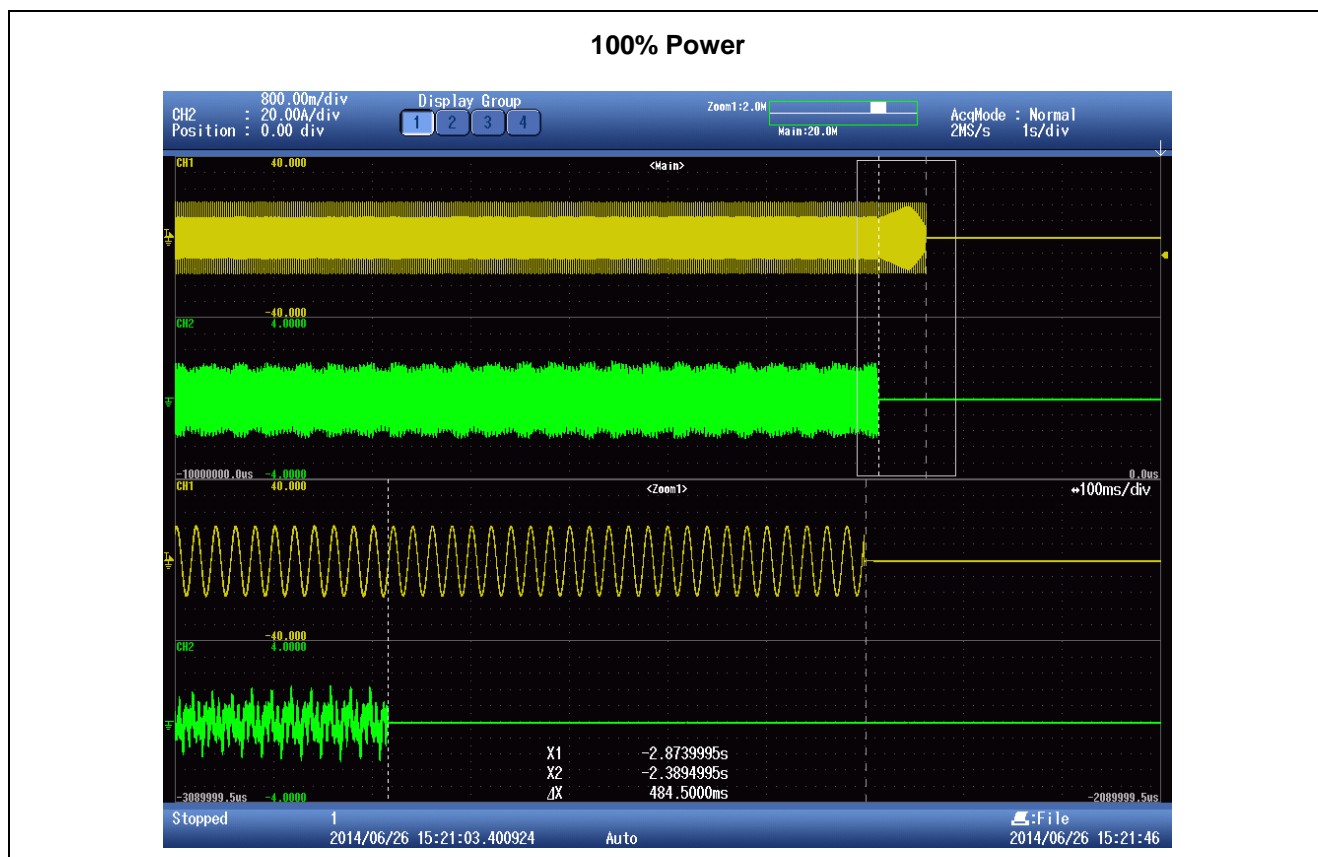 100% Power
800.00m/div
CH2 : 20.00A/div
Position : 0.00 div
Display Group
1 2 3 4
Zoom1:2.0M
Main:20.0M
AcqMode : Normal
2MS/s 1s/div
CH1 40.000
<Main>
-40.000
CH2 4.0000
-10000000.0us -4.0000
0.0us
CH1 40.000
<Zoom1>
↔100ms/div
-40.000
CH2 4.0000
X1 -2.8739995s
X2 -2.3894995s
ΔX 484.5000ms
-3089999.5us -4.0000
-2089999.5us
Stopped 1
:File
2014/06/26 15:21:03.400924 Auto
2014/06/26 15:21:46